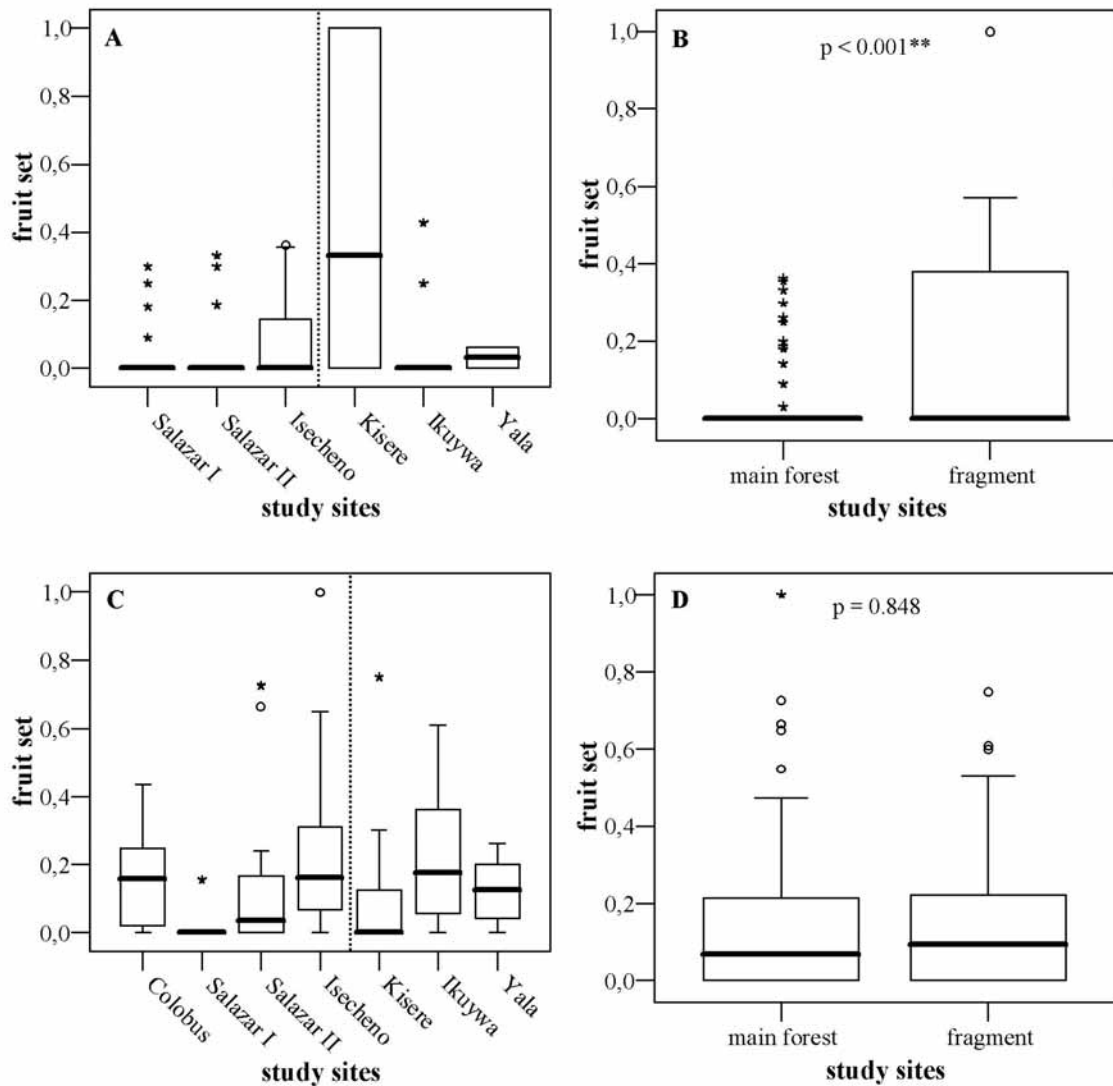 A
fruit set
1,0
0,8
0,6
0,4
0,2
0,0
Salazar I
Salazar II
Isecheno
Kisere
Ikuywa
Yala
study sites
B
p < 0.001**
fruit set
1,0
0,8
0,6
0,4
0,2
0,0
main forest
fragment
study sites
C
fruit set
1,0
0,8
0,6
0,4
0,2
0,0
Colobus
Salazar I
Salazar II
Isecheno
Kisere
Ikuywa
Yala
study sites
D
p = 0.848
fruit set
1,0
0,8
0,6
0,4
0,2
0,0
main forest
fragment
study sites